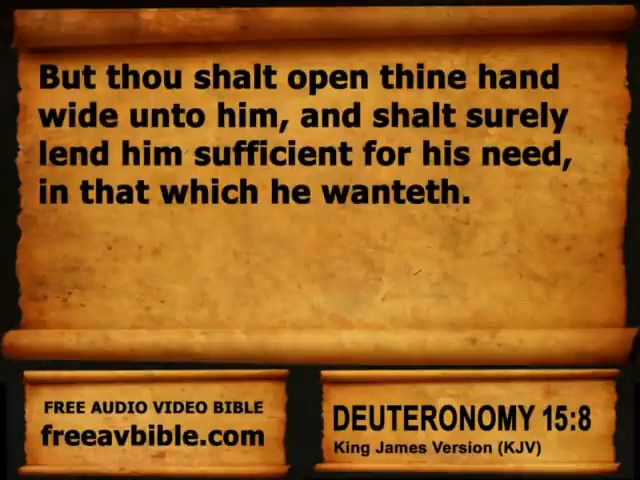 But thou shalt open thine hand
wide unto him, and shalt surely
lend him sufficient for his need,
in that which he wanteth.
FREE AUDIO VIDEO BIBLE
freeavbible.com
DEUTERONOMY 15:8
King James Version (KJV)